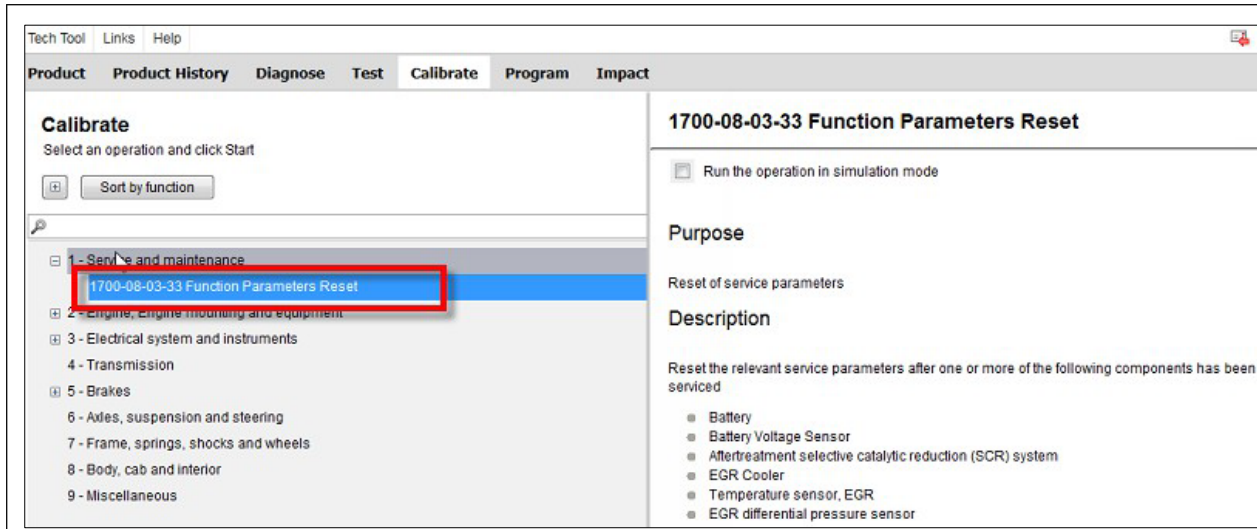 Tech Tool Links Help
Product Product History Diagnose Test Calibrate Program Impact
Calibrate
Select an operation and click Start
Sort by function
1 - Service and maintenance
1700-08-03-33 Function Parameters Reset
2 - Engine, Engine mounting and equipment
3 - Electrical system and instruments
4 - Transmission
5 - Brakes
6 - Axles, suspension and steering
7 - Frame, springs, shocks and wheels
8 - Body, cab and interior
9 - Miscellaneous
1700-08-03-33 Function Parameters Reset
Run the operation in simulation mode
Purpose
Reset of service parameters
Description
Reset the relevant service parameters after one or more of the following components has been
serviced
Battery
Battery Voltage Sensor
Aftertreatment selective catalytic reduction (SCR) system
EGR Cooler
Temperature sensor, EGR
EGR differential pressure sensor